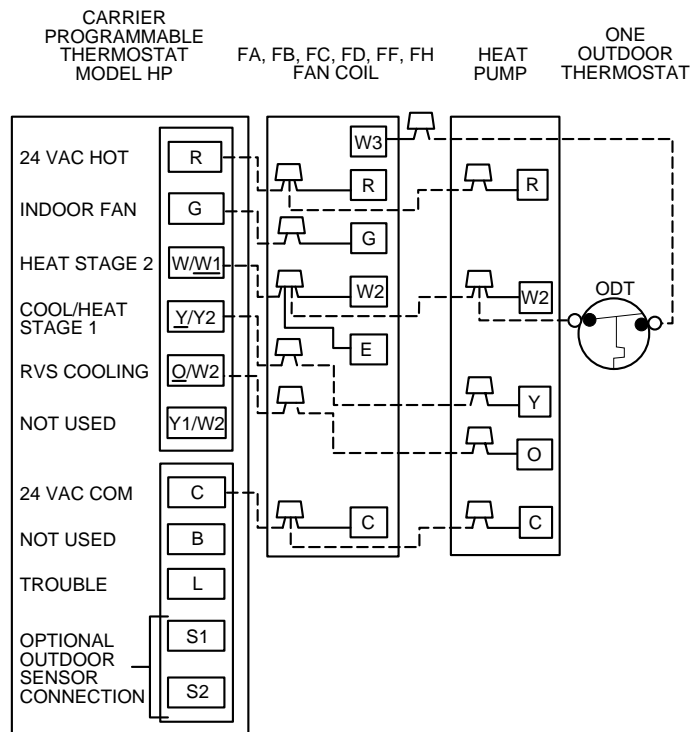 CARRIER
PROGRAMMABLE
THERMOSTAT
MODEL HP
FA, FB, FC, FD, FF, FH
FAN COIL
HEAT
PUMP
ONE
OUTDOOR
THERMOSTAT
24 VAC HOT
R
INDOOR FAN
G
HEAT STAGE 2
W/W1
COOL/HEAT
STAGE 1
Y/Y2
RVS COOLING
O/W2
NOT USED
Y1/W2
24 VAC COM
C
NOT USED
B
TROUBLE
L
OPTIONAL
OUTDOOR
SENSOR
CONNECTION
S1
S2
W3
R
G
W2
E
C
R
W2
Y
O
C
ODT